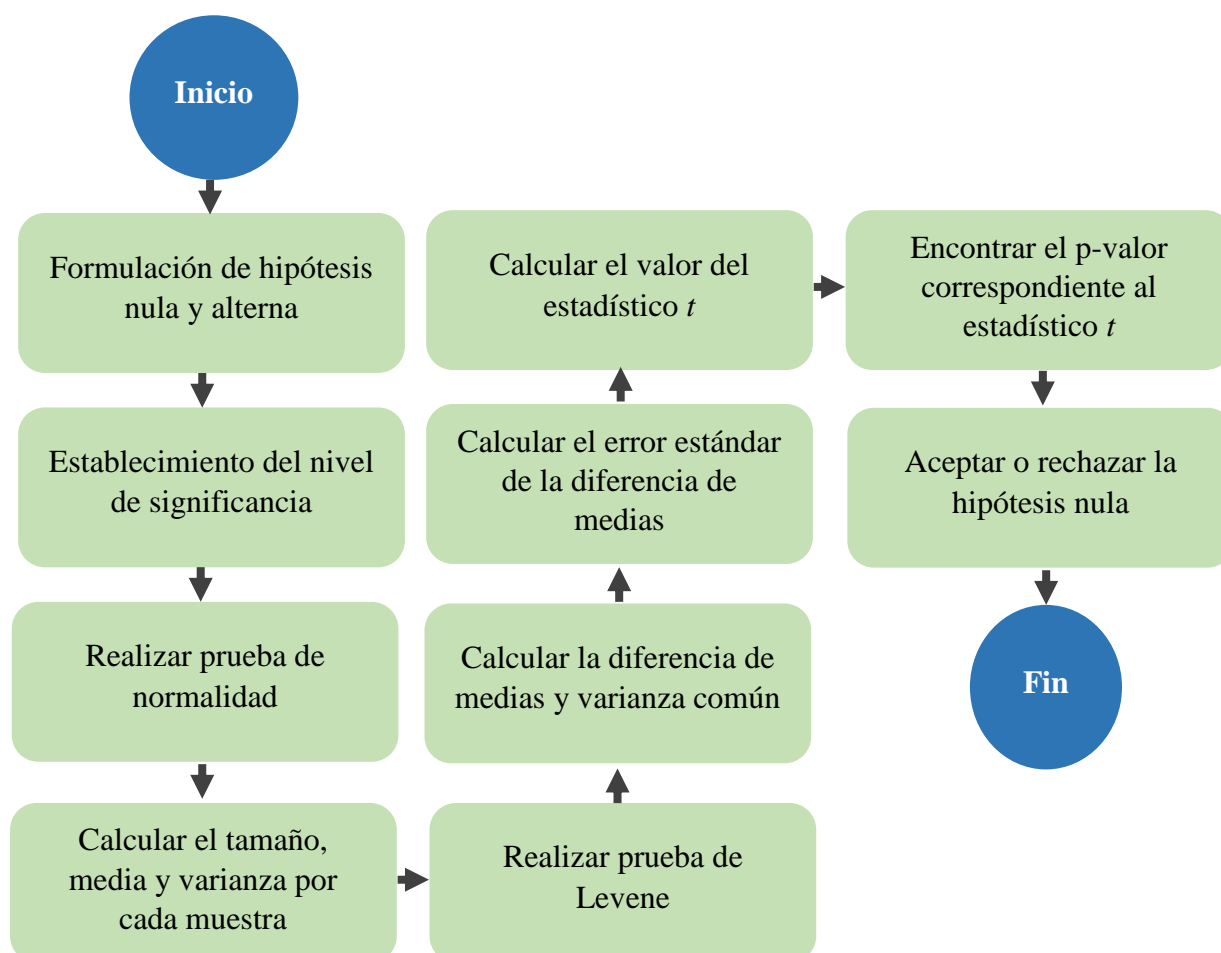 Inicio
Formulación de hipótesis
nula y alterna
Establecimiento del nivel
de significancia
Realizar prueba de
normalidad
Calcular el tamaño,
media y varianza por
cada muestra
Realizar prueba de
Levene
Calcular la diferencia de
medias y varianza común
Calcular el error estándar
de la diferencia de
medias
Calcular el valor del
estadístico t
Encontrar el p-valor
correspondiente al
estadístico t
Aceptar o rechazar la
hipótesis nula
Fin